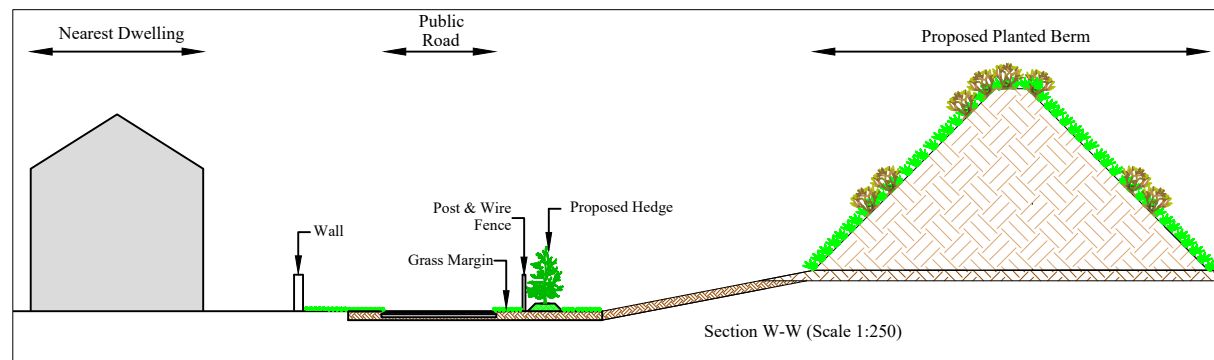 Nearest Dwelling
Public
Road
Proposed Planted Berm
Wall
Post & Wire
Fence
Proposed Hedge
Grass Margin
Section W-W (Scale 1:250)